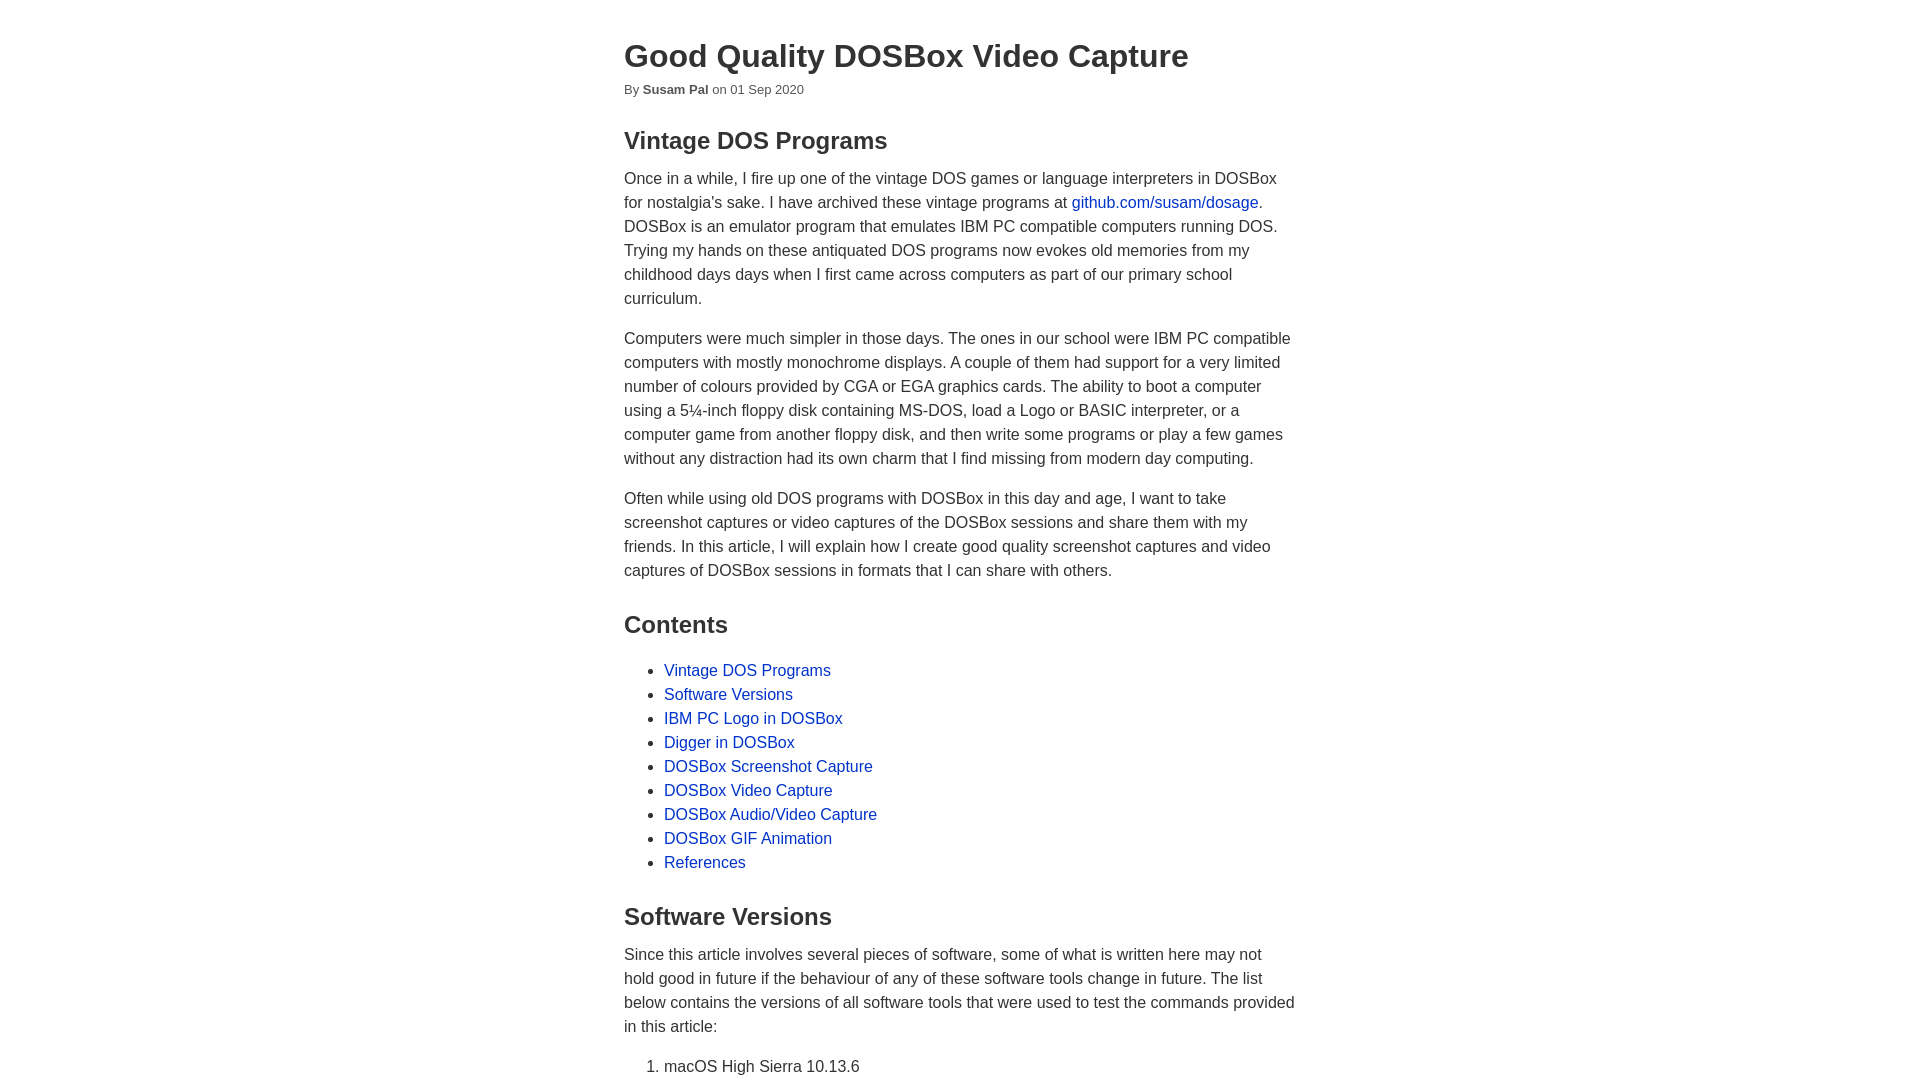 Good Quality DOSBox Video Capture
By Susam Pal on 01 Sep 2020
Vintage DOS Programs
Once in a while, I fire up one of the vintage DOS games or language interpreters in DOSBox
for nostalgia's sake. I have archived these vintage programs at github.com/susam/dosage.
DOSBox is an emulator program that emulates IBM PC compatible computers running DOS.
Trying my hands on these antiquated DOS programs now evokes old memories from my
childhood days days when I first came across computers as part of our primary school
curriculum.
Computers were much simpler in those days. The ones in our school were IBM PC compatible
computers with mostly monochrome displays. A couple of them had support for a very limited
number of colours provided by CGA or EGA graphics cards. The ability to boot a computer
using a 5¼-inch floppy disk containing MS-DOS, load a Logo or BASIC interpreter, or a
computer game from another floppy disk, and then write some programs or play a few games
without any distraction had its own charm that I find missing from modern day computing.
Often while using old DOS programs with DOSBox in this day and age, I want to take
screenshot captures or video captures of the DOSBox sessions and share them with my
friends. In this article, I will explain how I create good quality screenshot captures and video
captures of DOSBox sessions in formats that I can share with others.
Contents
• Vintage DOS Programs
• Software Versions
• IBM PC Logo in DOSBox
• Digger in DOSBox
• DOSBox Screenshot Capture
• DOSBox Video Capture
• DOSBox Audio/Video Capture
• DOSBox GIF Animation
• References
Software Versions
Since this article involves several pieces of software, some of what is written here may not
hold good in future if the behaviour of any of these software tools change in future. The list
below contains the versions of all software tools that were used to test the commands provided
in this article:
1. macOS High Sierra 10.13.6